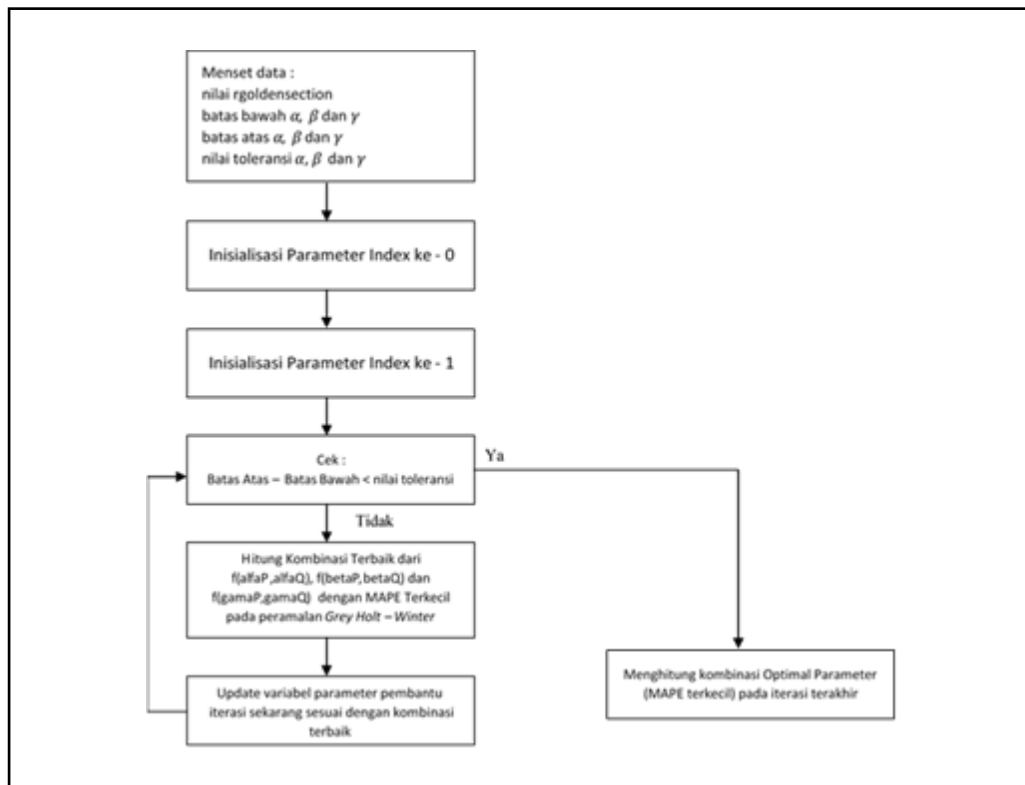 Menset data :
nilai rgoldensection
batas bawah α, β dan γ
batas atas α, β dan γ
nilai toleransi α, β dan γ
Inisialisasi Parameter Index ke - 0
Inisialisasi Parameter Index ke - 1
Cek :
Batas Atas – Batas Bawah < nilai toleransi
Ya
Tidak
Hitung Kombinasi Terbaik dari
f(alfaP,alfaQ), f(betaP,betaQ) dan
f(gamaP,gamaQ) dengan MAPE Terkecil
pada peramalan Grey Holt – Winter
Update variabel parameter pembantu
iterasi sekarang sesuai dengan kombinasi
terbaik
Menghitung kombinasi Optimal Parameter
(MAPE terkecil) pada iterasi terakhir